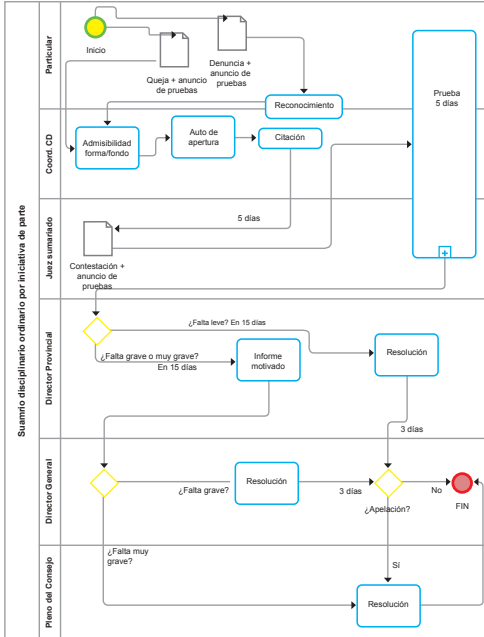 Suamrio disciplinario ordinario por iniciativa de parte
Particular
Inicio
Queja + anuncio
de pruebas
Denuncia +
anuncio de
pruebas
Reconocimiento
Prueba
5 días
Coord. CD
Admisibilidad
forma/fondo
Auto de
apertura
Citación
Juez sumariado
5 días
Contestación +
anuncio de
pruebas
Director Provincial
¿Falta leve? En 15 días
¿Falta grave o muy grave?
En 15 días
Informe
motivado
Resolución
3 días
Director General
¿Falta grave?
Resolución
3 días
¿Apelación?
No
FIN
Pleno del Consejo
¿Falta muy
grave?
Sí
Resolución